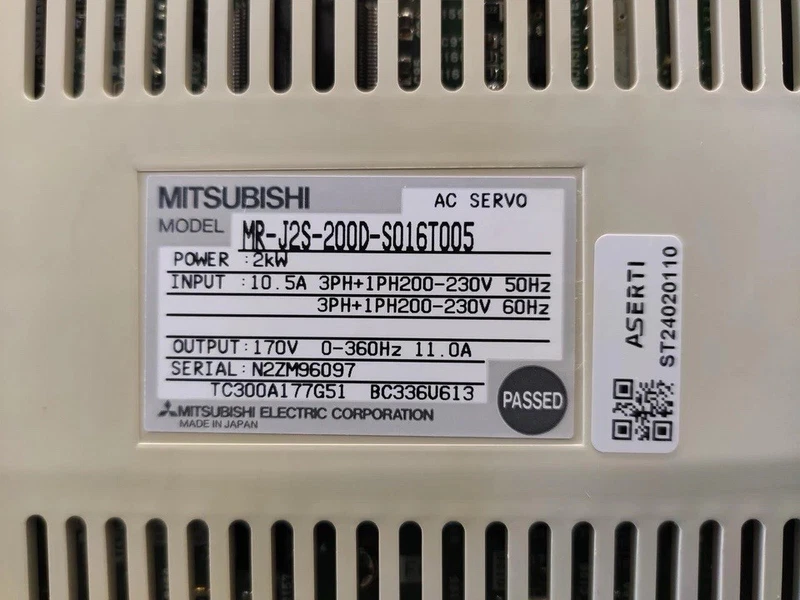 MITSUBISHI
AC SERVO
MODEL MR-J2S-200D-S016T005
POWER :2kW
INPUT :10.5A 3PH+1PH200-230V 50Hz
3PH+1PH200-230V 60Hz
OUTPUT:170V 0-360Hz 11.0A
SERIAL:N2ZM96097
TC300A177G51 BC336U613
PASSED
MITSUBISHI ELECTRIC CORPORATION
MADE IN JAPAN
ASERTI
ST24020110